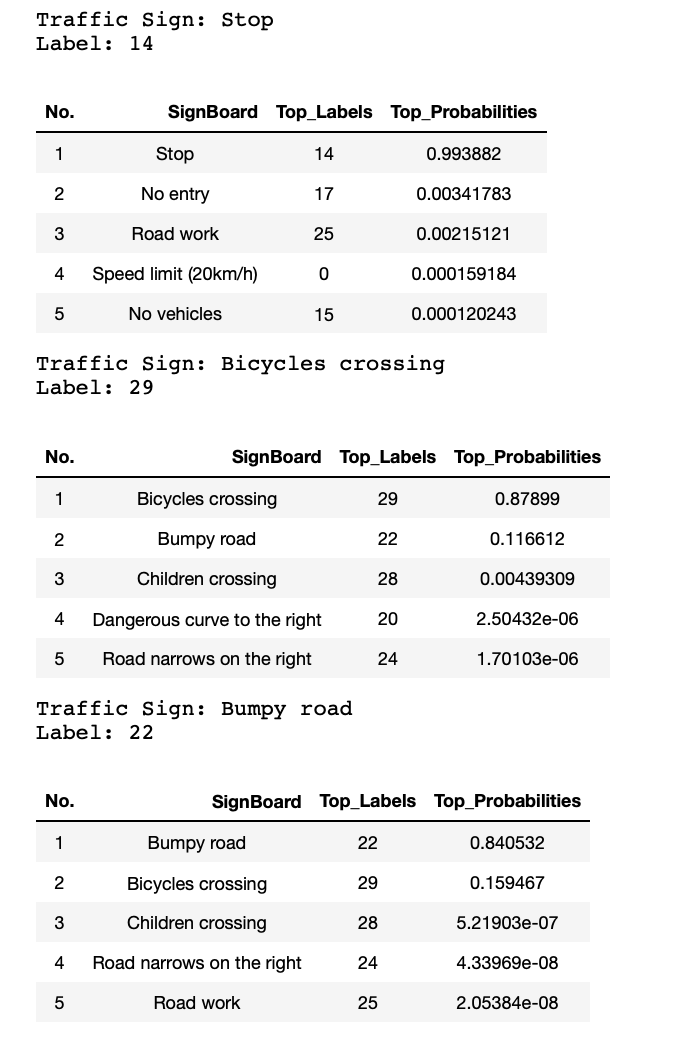 Traffic Sign: Stop
Label: 14
No. SignBoard Top_Labels Top_Probabilities
1 Stop 14 0.993882
2 No entry 17 0.00341783
3 Road work 25 0.00215121
4 Speed limit (20km/h) 0 0.000159184
5 No vehicles 15 0.000120243
Traffic Sign: Bicycles crossing
Label: 29
No. SignBoard Top_Labels Top_Probabilities
1 Bicycles crossing 29 0.87899
2 Bumpy road 22 0.116612
3 Children crossing 28 0.00439309
4 Dangerous curve to the right 20 2.50432e-06
5 Road narrows on the right 24 1.70103e-06
Traffic Sign: Bumpy road
Label: 22
No. SignBoard Top_Labels Top_Probabilities
1 Bumpy road 22 0.840532
2 Bicycles crossing 29 0.159467
3 Children crossing 28 5.21903e-07
4 Road narrows on the right 24 4.33969e-08
5 Road work 25 2.05384e-08